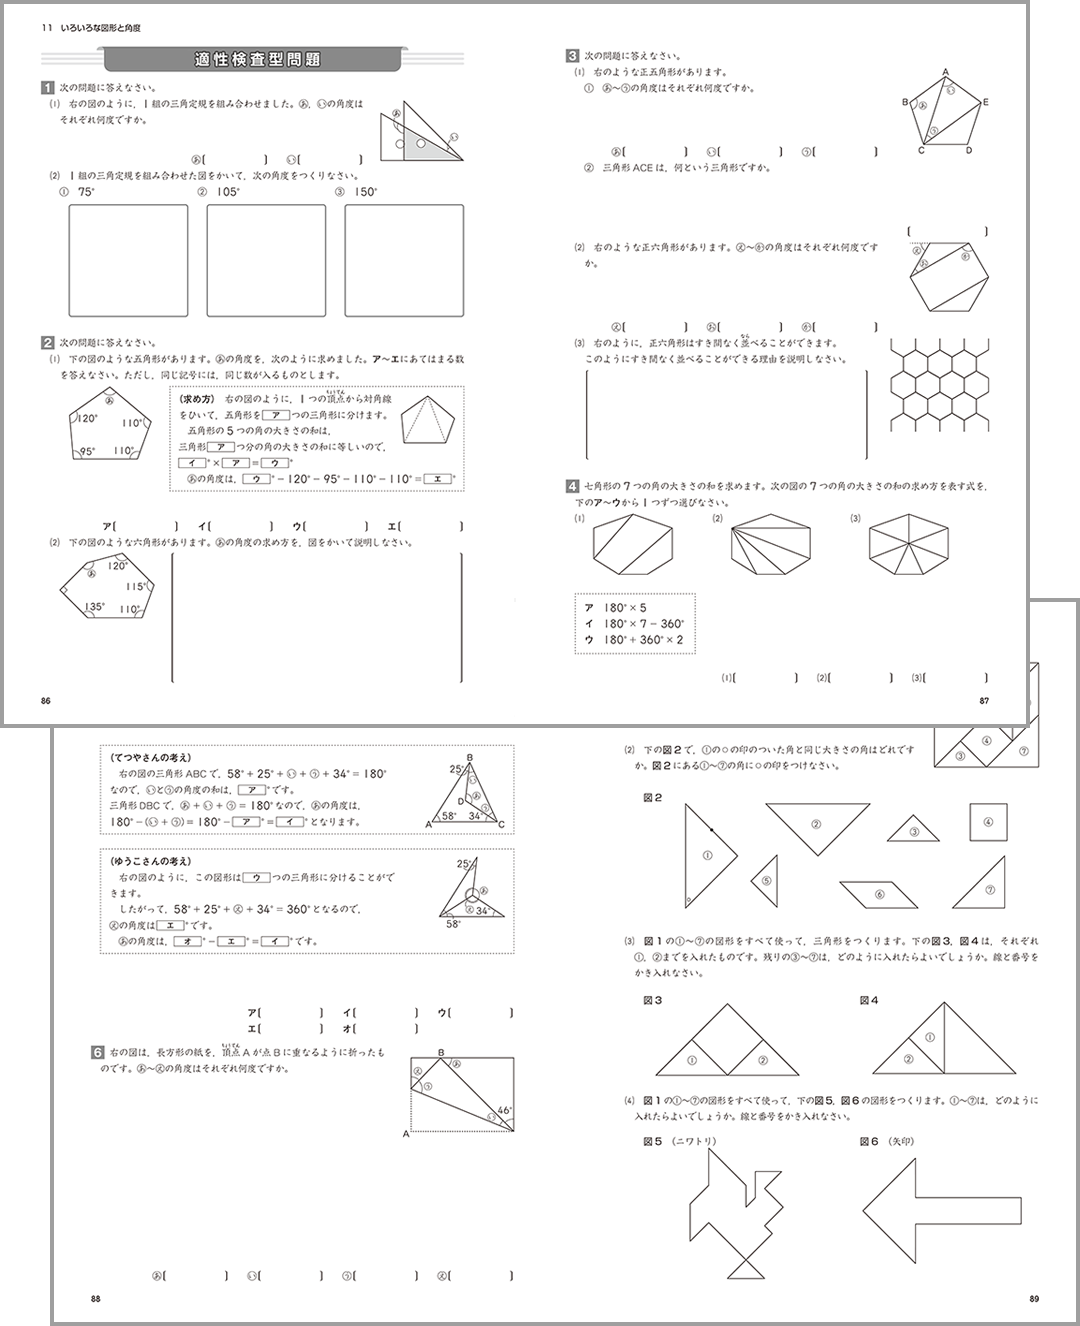 11 いろいろな図形と角度
適性検査型問題
1 次の問題に答えなさい。
(1) 右の図のように，1組の三角定規を組み合わせました。あ，いの角度は
それぞれ何度ですか。
あ
い
あ〔 〕 い〔 〕
(2) 1組の三角定規を組み合わせた図をかいて，次の角度をつくりなさい。
① 75° ② 105° ③ 150°
2 次の問題に答えなさい。
(1) 下の図のような五角形があります。あの角度を，次のように求めました。ア〜エにあてはまる数
を答えなさい。ただし，同じ記号には，同じ数が入るものとします。
あ
120°
110°
95°
110°
（求め方） 右の図のように，1つの頂点から対角線
ちょうてん
をひいて，五角形を ア つの三角形に分けます。
五角形の5つの角の大きさの和は，
三角形 ア つ分の角の大きさの和に等しいので，
イ °× ア ＝ ウ °
あの角度は， ウ °－120°－95°－110°－110°＝ エ °
ア〔 〕 イ〔 〕 ウ〔 〕 エ〔 〕
(2) 下の図のような六角形があります。あの角度の求め方を，図をかいて説明しなさい。
120°
あ
115°
135°
110°
86
3 次の問題に答えなさい。
(1) 右のような正五角形があります。
① あ〜うの角度はそれぞれ何度ですか。
A
B
E
C
D
あ
い
う
あ〔 〕 い〔 〕 う〔 〕
② 三角形ACEは，何という三角形ですか。
〔 〕
(2) 右のような正六角形があります。え〜かの角度はそれぞれ何度です
か。
え
お
か
え〔 〕 お〔 〕 か〔 〕
(3) 右のように，正六角形はすき間なく並べることができます。
なら
このようにすき間なく並べることができる理由を説明しなさい。
4 七角形の7つの角の大きさの和を求めます。次の図の7つの角の大きさの和の求め方を表す式を，
下のア〜ウから1つずつ選びなさい。
(1) (2) (3)
ア 180°×5
イ 180°×7－360°
ウ 180°＋360°×2
(1)〔 〕 (2)〔 〕 (3)〔 〕
87
（てつやさんの考え）
右の図の三角形ABCで，58°＋25°＋い＋う＋34°＝180°
なので，いとうの角度の和は， ア °です。
三角形DBCで，あ＋い＋う＝180°なので，あの角度は，
180°－(い＋う)＝180°－ ア °＝ イ °となります。
B
25°
い
あ
D
う
58°
34°
A
C
（ゆうこさんの考え）
右の図のように，この図形は ウ つの三角形に分けることがで
きます。
したがって，58°＋25°＋え＋34°＝360°となるので，
えの角度は エ °です。
あの角度は， オ °－ エ °＝ イ °です。
25°
あ
え
34°
58°
ア〔 〕 イ〔 〕 ウ〔 〕
エ〔 〕 オ〔 〕
6 右の図は，長方形の紙を，頂点Aが点Bに重なるように折ったも
ちょうてん
のです。あ〜えの角度はそれぞれ何度ですか。
B
え
あ
う
い
46°
A
あ〔 〕 い〔 〕 う〔 〕 え〔 〕
88
④
③
⑦
(2) 下の図2で，①の○の印のついた角と同じ大きさの角はどれです
か。図2にある①〜⑦の角に○の印をつけなさい。
図2
①
②
③
④
⑤
⑥
⑦
(3) 図1の①〜⑦の図形をすべて使って，三角形をつくります。下の図3，図4は，それぞれ
①，②までを入れたものです。残りの③〜⑦は，どのように入れたらよいでしょうか。線と番号を
かき入れなさい。
図3
①
②
図4
①
②
(4) 図1の①〜⑦の図形をすべて使って，下の図5，図6の図形をつくります。①〜⑦は，どのように
入れたらよいでしょうか。線と番号をかき入れなさい。
図5 （ニワトリ）
図6 （矢印）
89